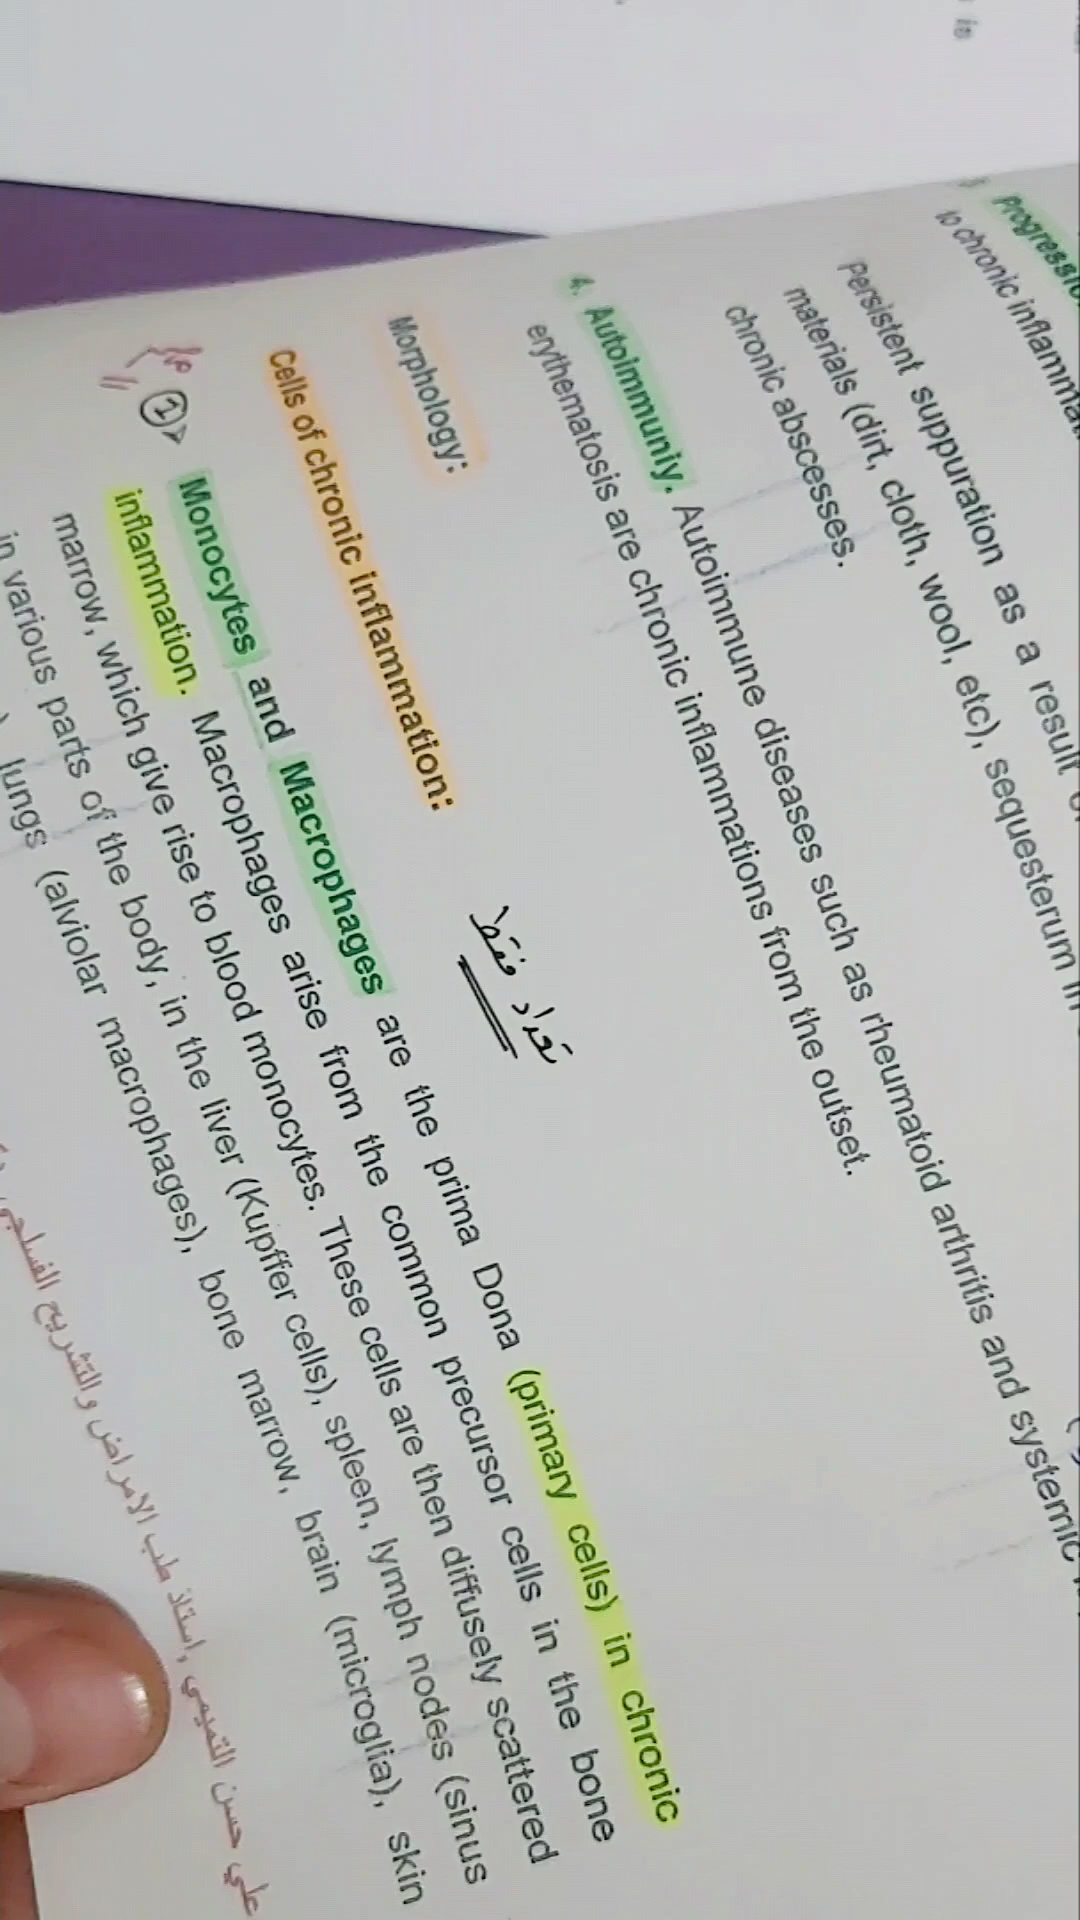 is
Progressio
to chronic inflammat
Persistent suppuration as a result
materials (dirt, cloth, wool, etc), sequesterum in
chronic abscesses.
4. Autoimmuniy. Autoimmune diseases such as rheumatoid arthritis and systemic
erythematosis are chronic inflammations from the outset.
Morphology:
تعداد فقط
Cells of chronic inflammation:
① Monocytes and Macrophages are the prima Dona (primary cells) in chronic
inflammation. Macrophages arise from the common precursor cells in the bone
marrow, which give rise to blood monocytes. These cells are then diffusely scattered
in various parts of the body, in the liver (Kupffer cells), spleen, lymph nodes (sinus
lungs (alviolar macrophages), bone marrow, brain (microglia), skin
علي حسن التميمي , استاذ طب الامراض والتشريح الفسلجي